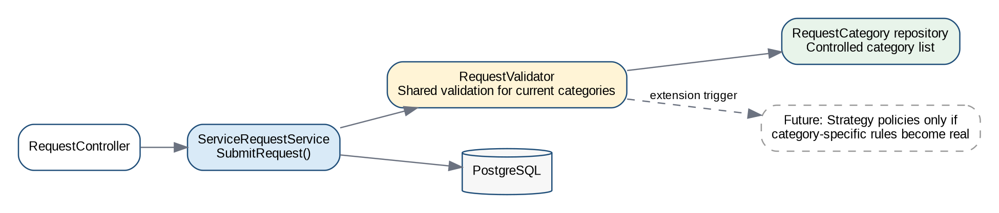 RequestController
ServiceRequestService
SubmitRequest()
RequestValidator
Shared validation for current categories
PostgreSQL
RequestCategory repository
Controlled category list
extension trigger
Future: Strategy policies only if
category-specific rules become real